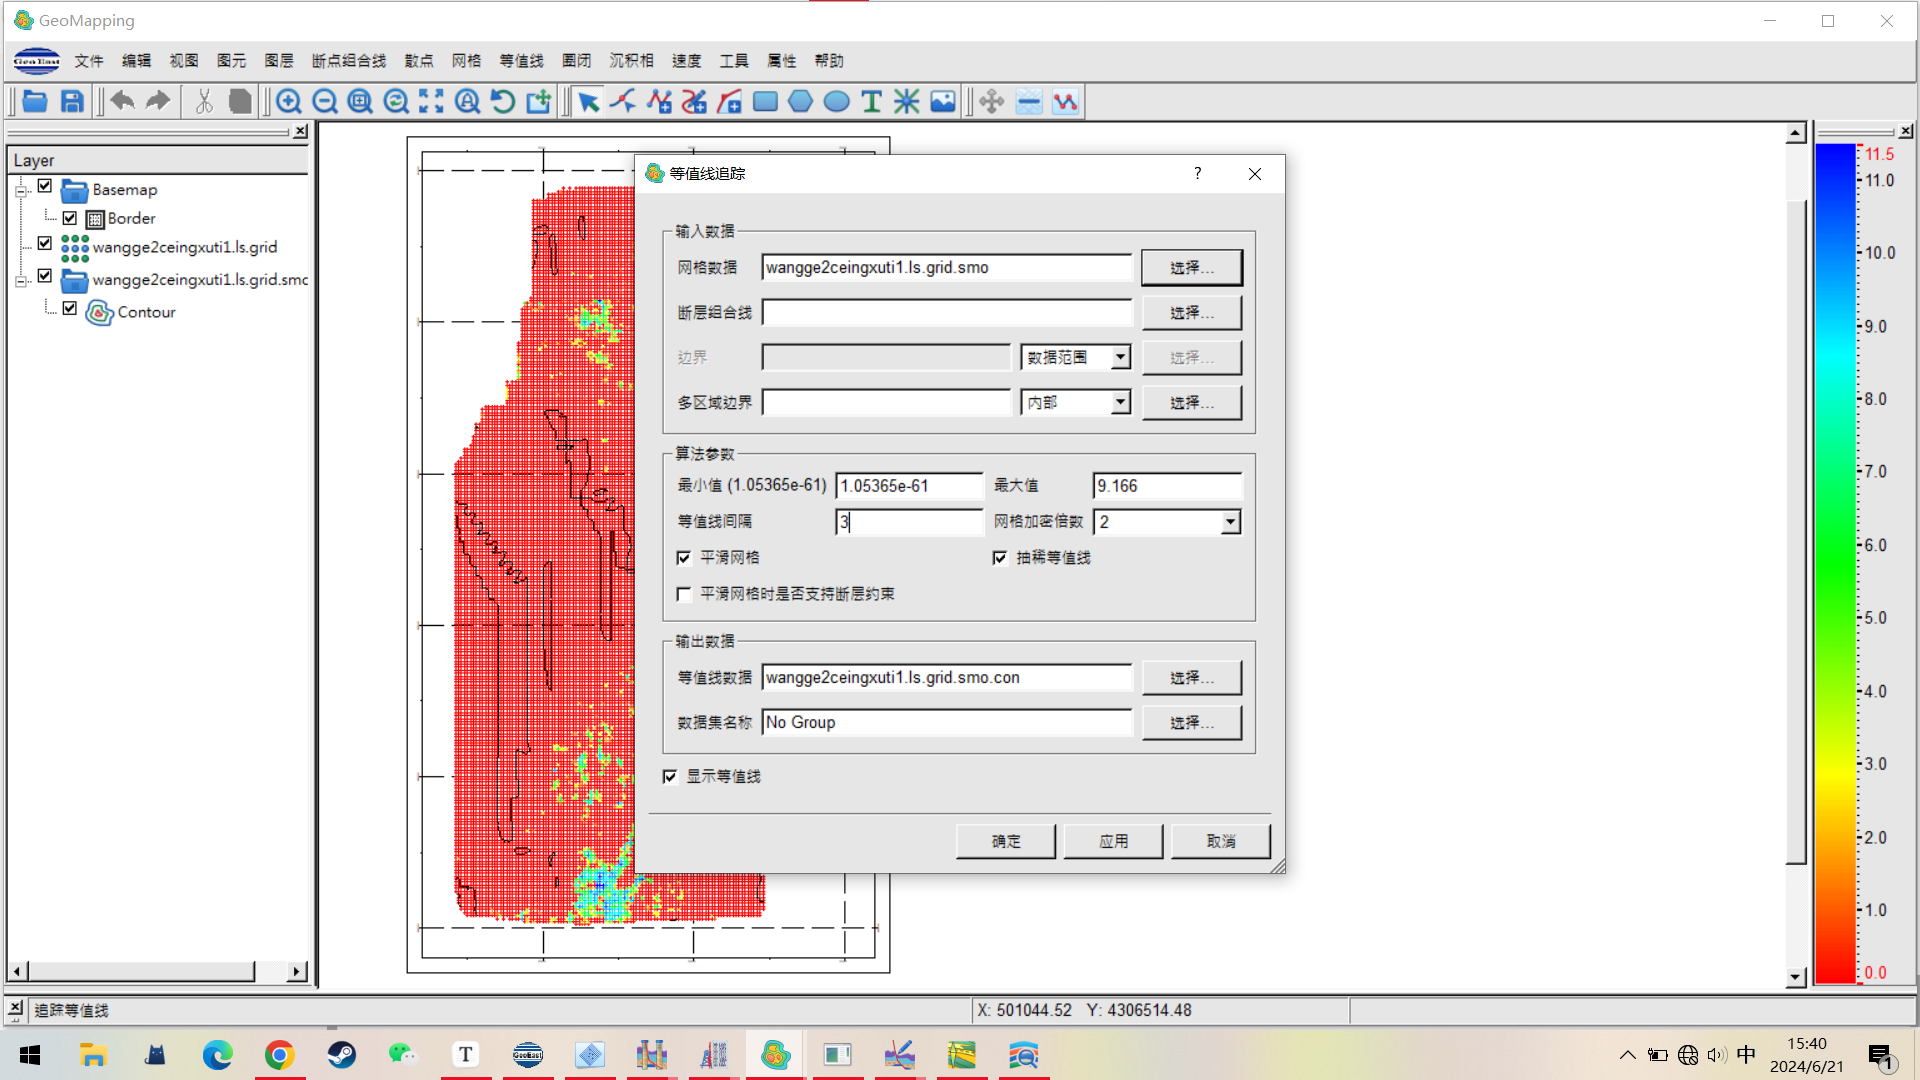 GeoMapping
GeoEast 文件 编辑 视图 图元 图层 断点组合线 散点 网格 等值线 圈闭 沉积相 速度 工具 属性 帮助
Layer
Basemap
Border
wangge2ceingxuti1.ls.grid
wangge2ceingxuti1.ls.grid.smo
Contour
等值线追踪
?
输入数据
网格数据 wangge2ceingxuti1.ls.grid.smo 选择...
断层组合线 选择...
边界 数据范围 选择...
多区域边界 内部 选择...
算法参数
最小值 (1.05365e-61) 1.05365e-61 最大值 9.166
等值线间隔 3 网格加密倍数 2
平滑网格 抽稀等值线
平滑网格时是否支持断层约束
输出数据
等值线数据 wangge2ceingxuti1.ls.grid.smo.con 选择...
数据集名称 No Group 选择...
显示等值线
确定 应用 取消
11.5
11.0
10.0
9.0
8.0
7.0
6.0
5.0
4.0
3.0
2.0
1.0
0.0
追踪等值线
X: 501044.52 Y: 4306514.48
T
GeoEast
中
15:40
2024/6/21
1